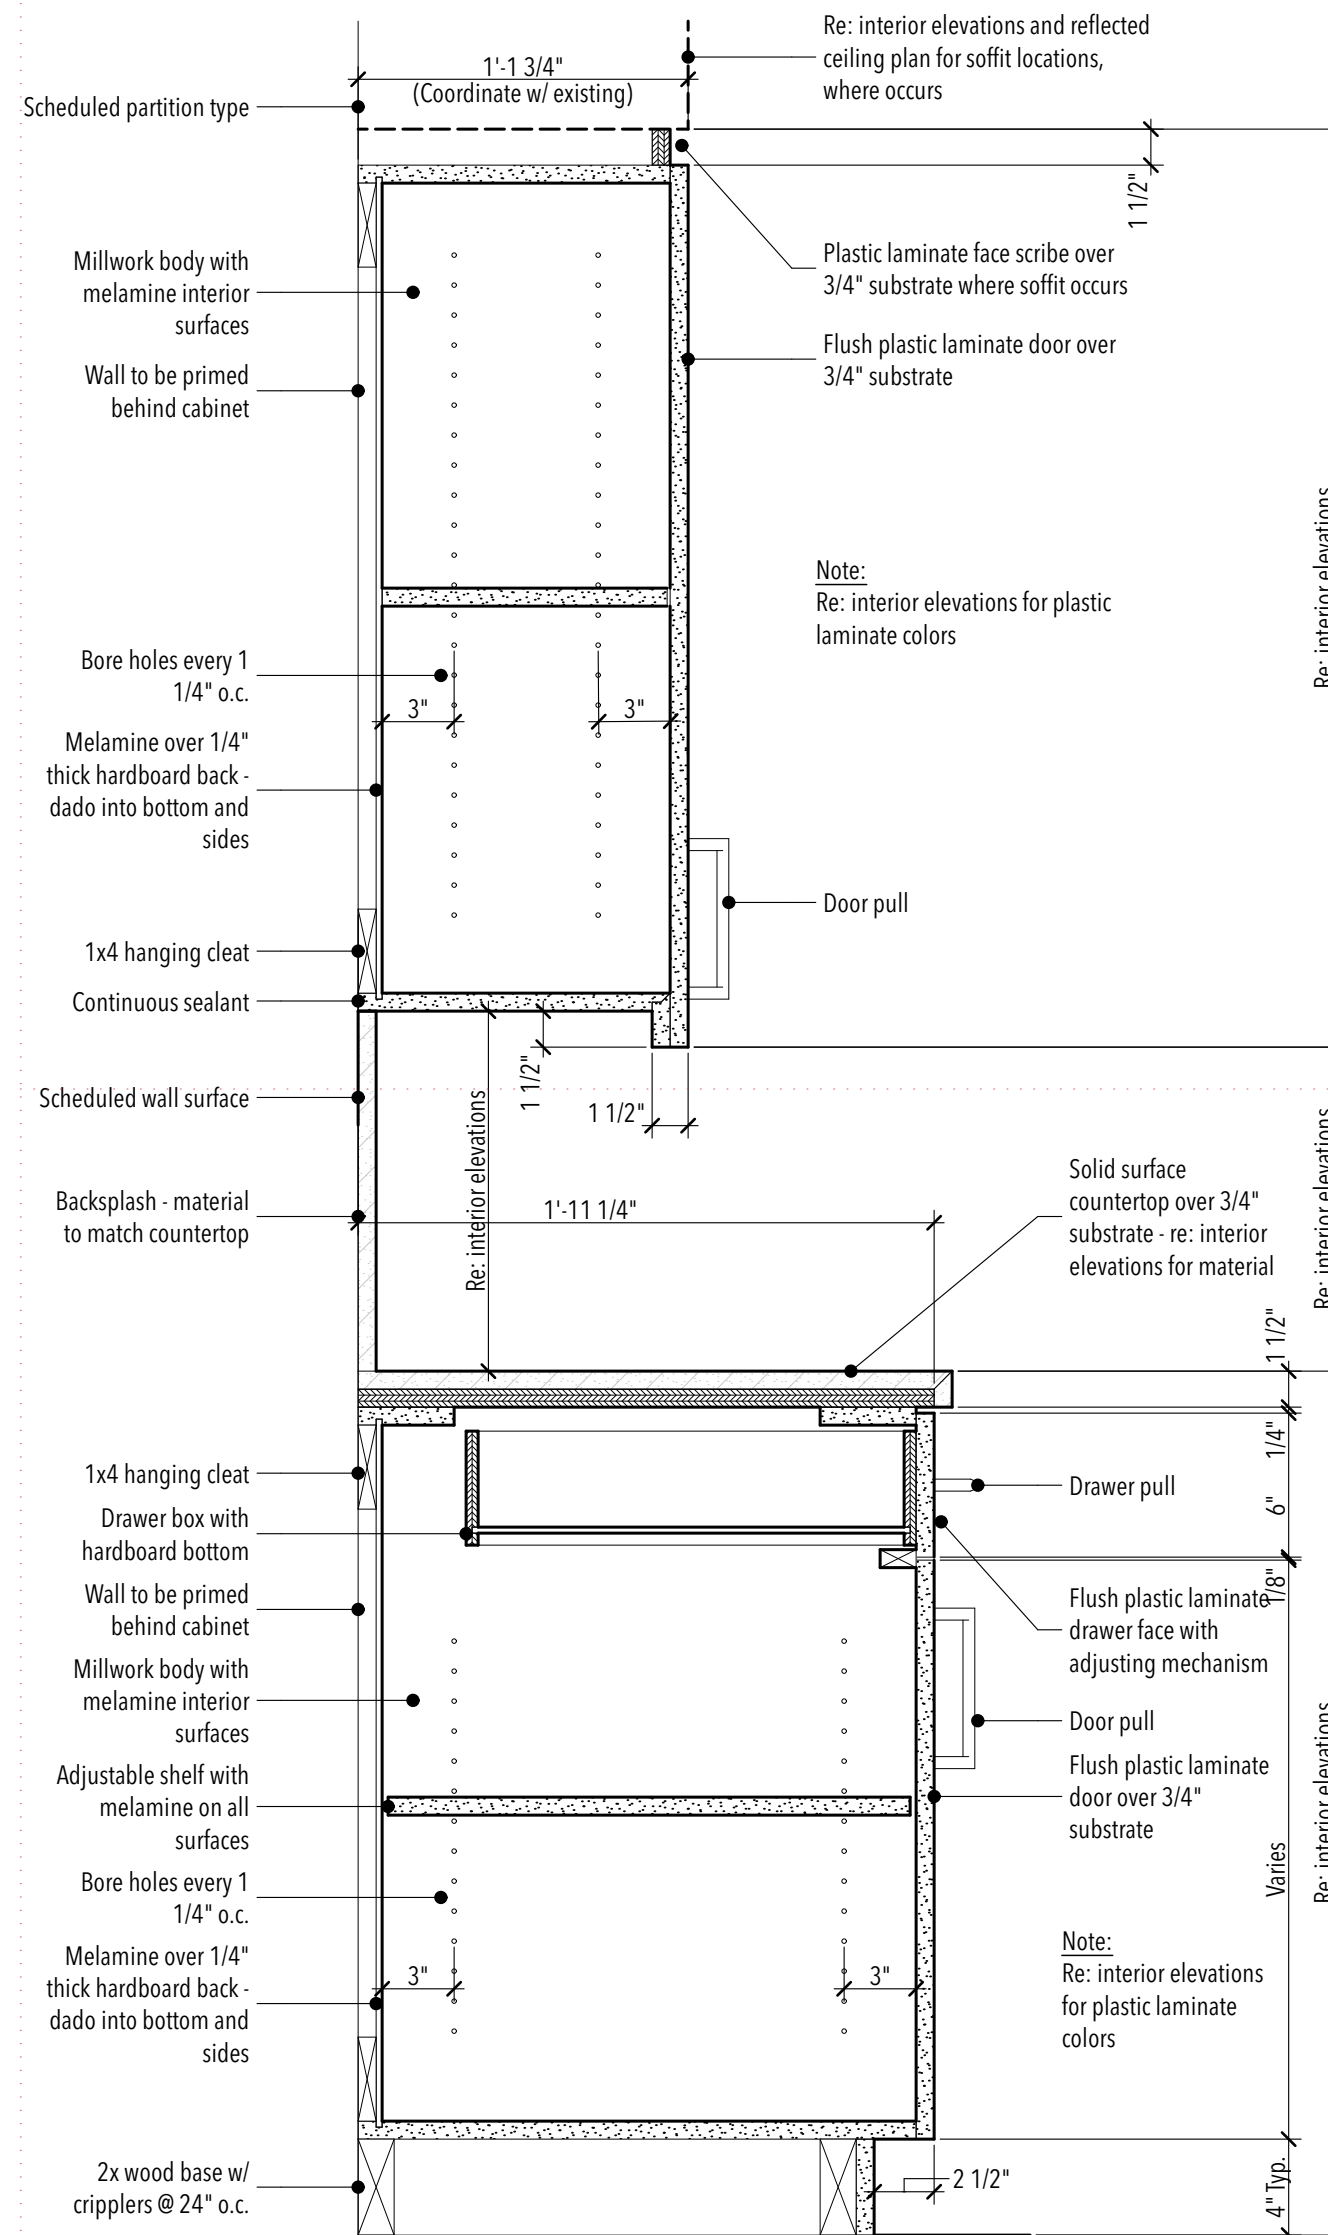 Re: interior elevations and reflected
ceiling plan for soffit locations,
where occurs
1'-1 3/4"
(Coordinate w/ existing)
Scheduled partition type
1 1/2"
Millwork body with
melamine interior
surfaces
Plastic laminate face scribe over
3/4" substrate where soffit occurs
Wall to be primed
behind cabinet
Flush plastic laminate door over
3/4" substrate
Re: interior elevations
Note:
Re: interior elevations for plastic
laminate colors
Bore holes every 1
1/4" o.c.
3"
3"
Melamine over 1/4"
thick hardboard back -
dado into bottom and
sides
Door pull
1x4 hanging cleat
Continuous sealant
1 1/2"
1 1/2"
Scheduled wall surface
Re: interior elevations
Re: interior elevations
Backsplash - material
to match countertop
1'-11 1/4"
Solid surface
countertop over 3/4"
substrate - re: interior
elevations for material
1 1/2"
1/4"
6"
1/8"
1x4 hanging cleat
Drawer pull
Drawer box with
hardboard bottom
Wall to be primed
behind cabinet
Flush plastic laminate
drawer face with
adjusting mechanism
Millwork body with
melamine interior
surfaces
Door pull
Adjustable shelf with
melamine on all
surfaces
Flush plastic laminate
door over 3/4"
substrate
Varies
Re: interior elevations
Bore holes every 1
1/4" o.c.
Note:
Re: interior elevations
for plastic laminate
colors
Melamine over 1/4"
thick hardboard back -
dado into bottom and
sides
3"
3"
2x wood base w/
cripplers @ 24" o.c.
2 1/2"
4" Typ.